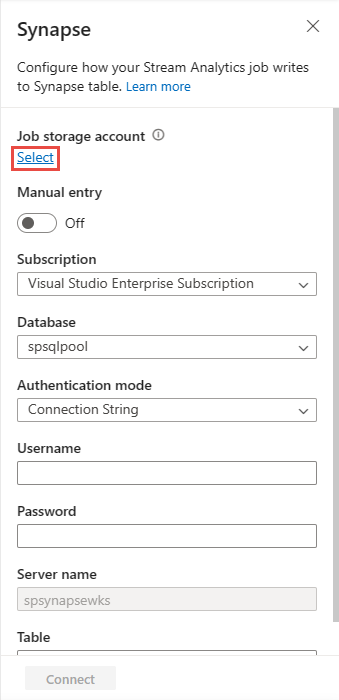 Synapse
Configure how your Stream Analytics job writes
to Synapse table. Learn more
Job storage account
Select
Manual entry
Off
Subscription
Visual Studio Enterprise Subscription
Database
spsqlpool
Authentication mode
Connection String
Username
Password
Server name
spsynapsewks
Table
Connect